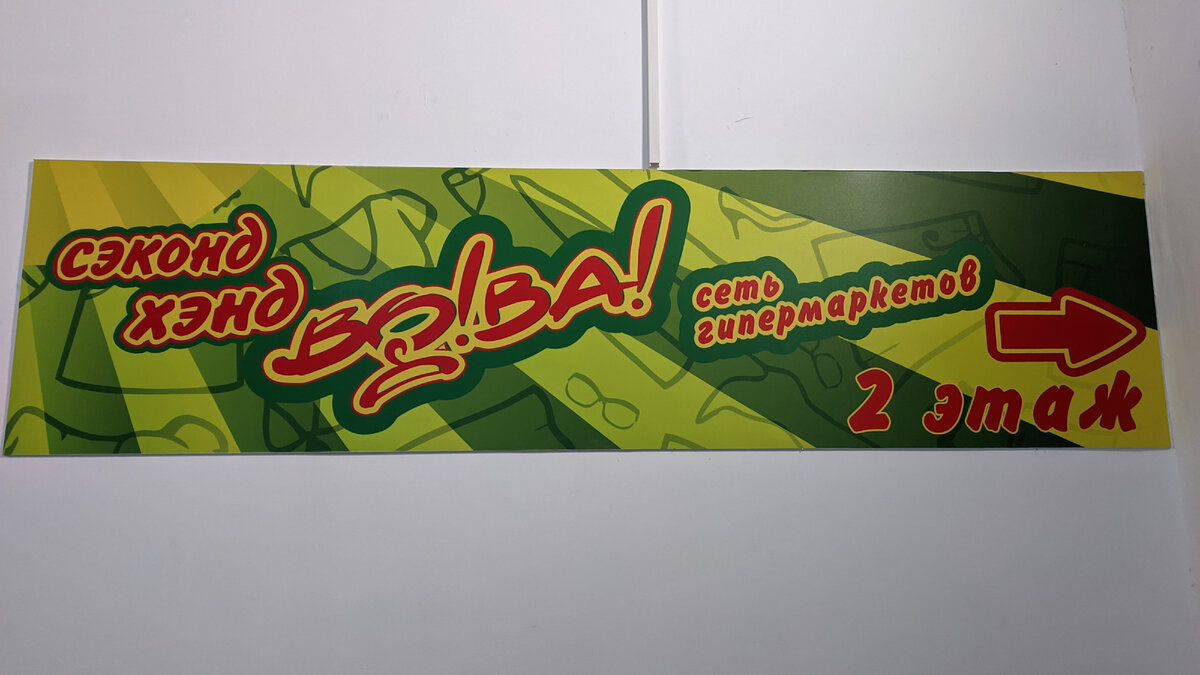 сэконд
хэнд
ВО!ВА!
сеть
гипермаркетов
2 этаж